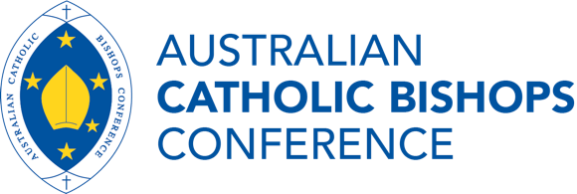 AUSTRALIAN CATHOLIC
BISHOPS CONFERENCE
AUSTRALIAN
CATHOLIC BISHOPS
CONFERENCE